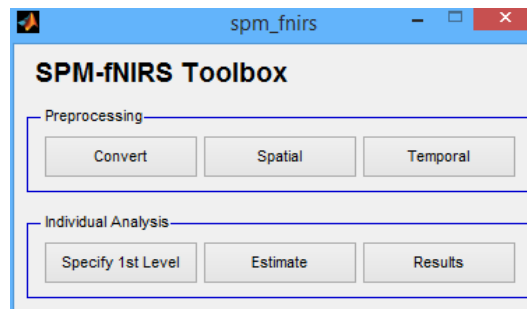 spm_fnirs
SPM-fNIRS Toolbox
Preprocessing
Convert Spatial Temporal
Individual Analysis
Specify 1st Level Estimate Results